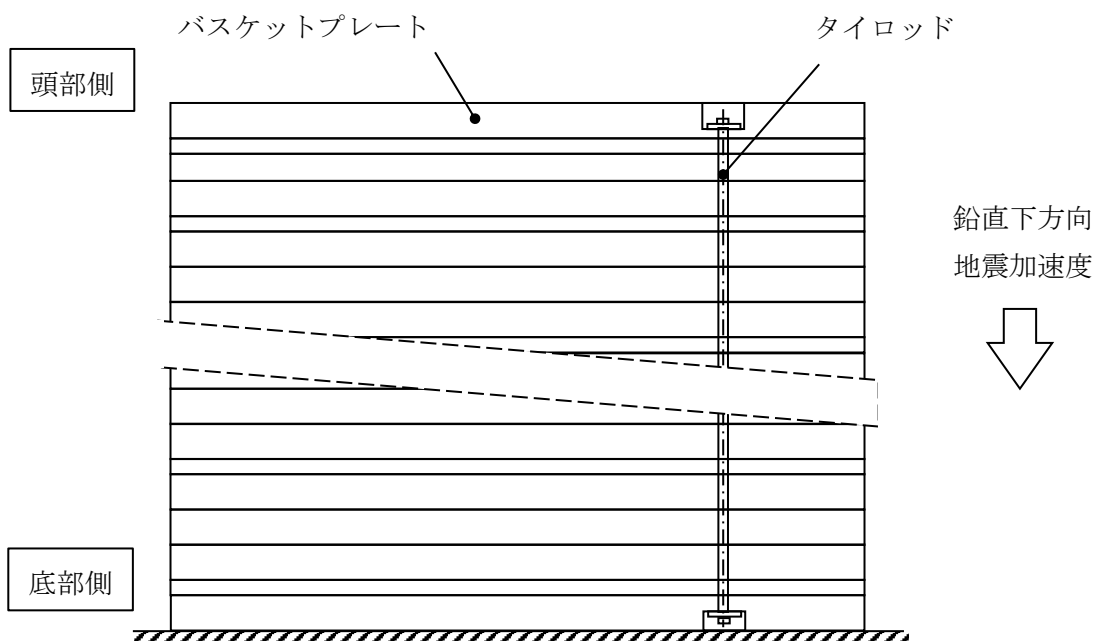 バスケットプレート
タイロッド
頭部側
鉛直下方向
地震加速度
底部側